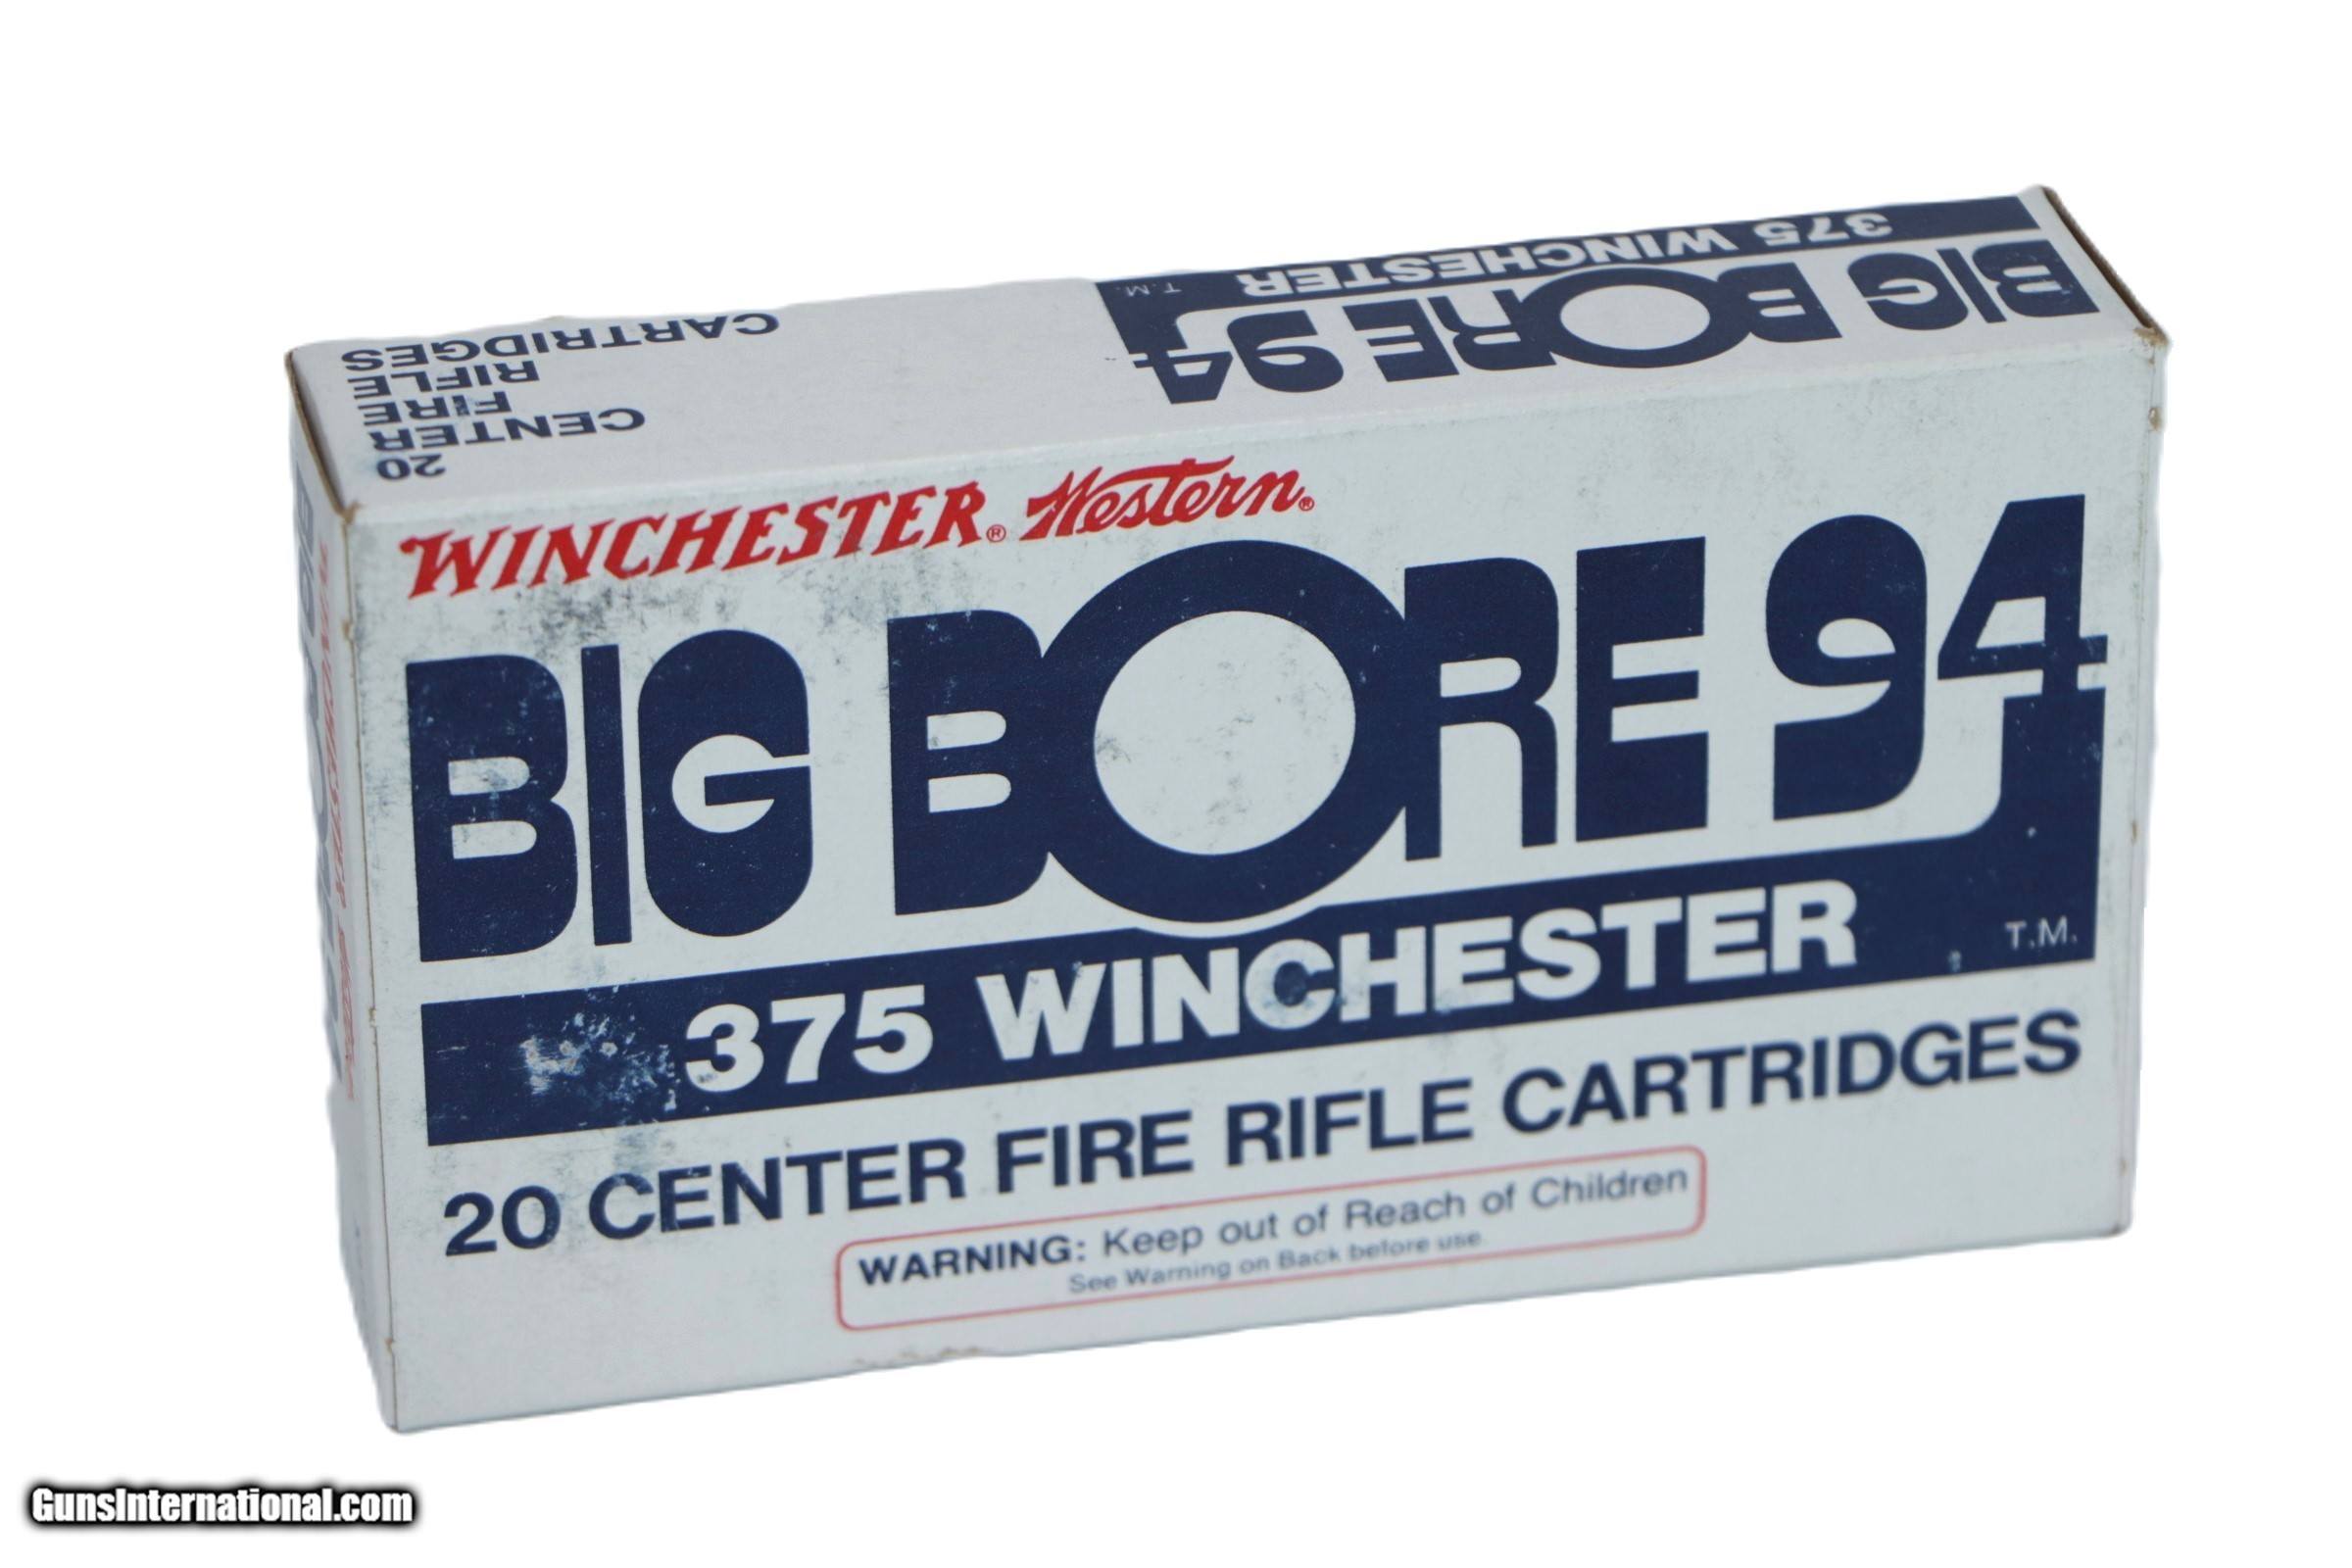 375 WINCHESTER
T.M.
BIG BORE 94
CARTRIDGES
RIFLE
FIRE
CENTER
20
WINCHESTER® Western®
BIG BORE 94
375 WINCHESTER
T.M.
20 CENTER FIRE RIFLE CARTRIDGES
WARNING: Keep out of Reach of Children
See Warning on Back before use.
GunsInternational.com